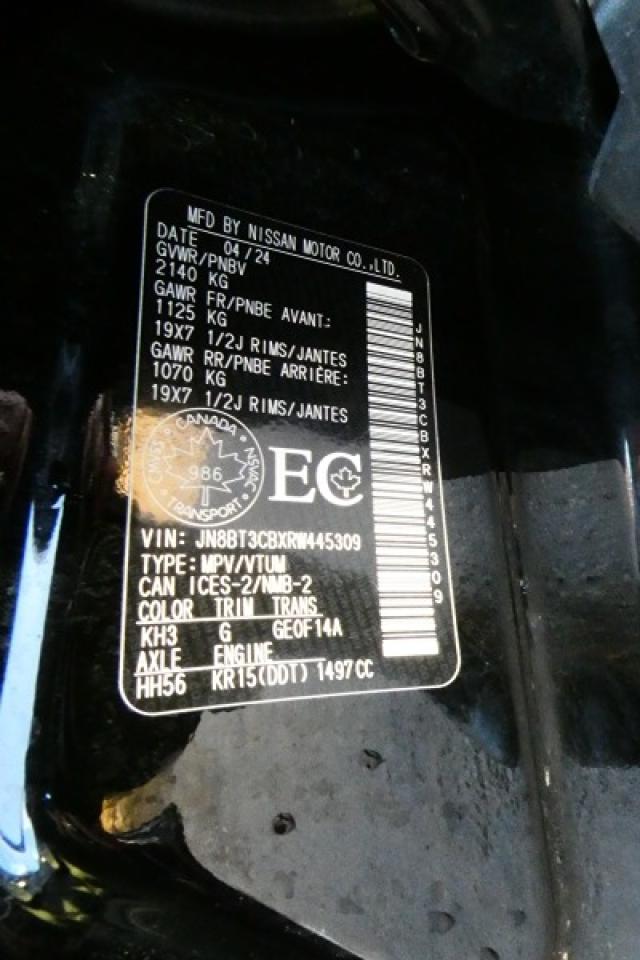 MFD BY NISSAN MOTOR CO.,LTD.
DATE 04/24
GVWR/PNBV
2140 KG
GAWR FR/PNBE AVANT:
1125 KG
19X7 1/2J RIMS/JANTES
GAWR RR/PNBE ARRIÈRE:
1070 KG
19X7 1/2J RIMS/JANTES
CANADA
CMVSS 986 NSVAC
TRANSPORT
EC
VIN: JN8BT3CBXRW445309
TYPE: MPV/VTUM
CAN ICES-2/NMB-2
COLOR TRIM TRANS
KH3 G GEOF14A
AXLE ENGINE
HH56 KR15(DDT) 1497CC
JN8BT3CBXRW445309